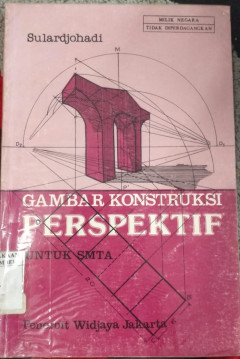 Sulardjohadi
MILIK NEGARA
TIDAK DIPERDAGANGKAN
M
GAMBAR KONSTRUKSI
PERSPEKTIF
UNTUK SMTA
Penerbit Widjaya Jakarta